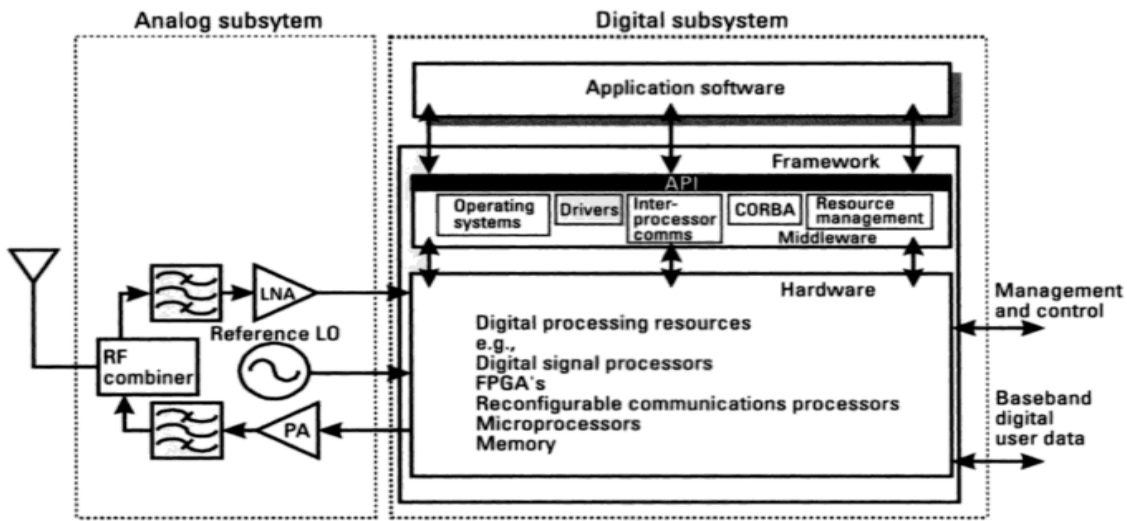 Analog subsytem
Digital subsystem
Application software
Framework
API
Operating
systems
Drivers
Inter-
processor
comms
CORBA
Resource
management
Middleware
Hardware
Digital processing resources
e.g.,
Digital signal processors
FPGA's
Reconfigurable communications processors
Microprocessors
Memory
LNA
Reference LO
RF
combiner
PA
Management
and control
Baseband
digital
user data